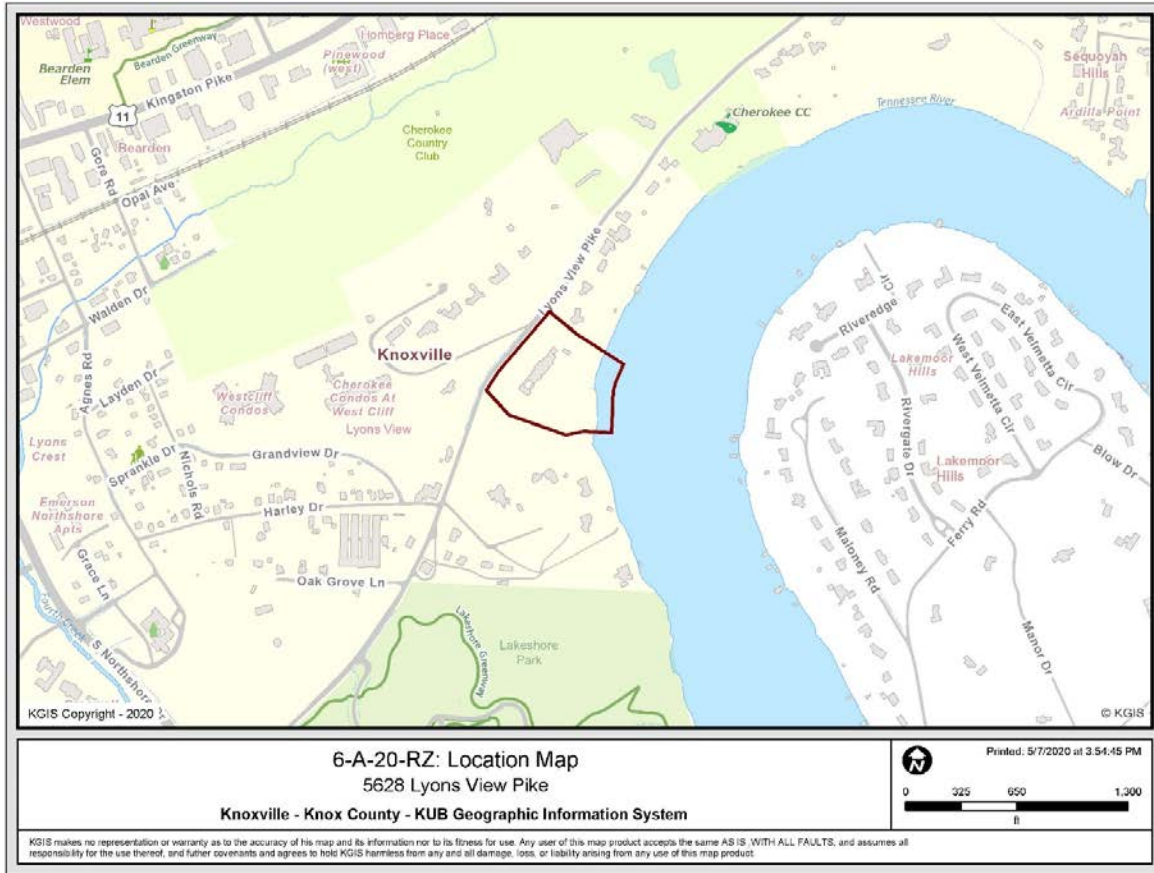 Westwood
Bearden Greenway
Homberg Place
Pinewood
(west)
Bearden
Elem
Kingston Pike
11
Bearden
Gore Rd
Opal Ave
Cherokee
Country
Club
Cherokee CC
Tennessee River
Sequoyah
Hills
Ardilla Point
Lyons View Pike
Walden Dr
Knoxville
Agnes Rd
Layden Dr
Westcliff
Condos
Cherokee
Condos At
West Cliff
Lyons View
Lyons
Crest
Sprankle Dr
Nichols Rd
Grandview Dr
Harley Dr
Emerson
Northshore
Apts
Grace Ln
Oak Grove Ln
Fourth Creek
S Northshore Dr
Lakeshore Greenway
Lakeshore
Park
Cir
Riveredge
Lakemoor
Hills
East Velmetta Cir
West Velmetta Cir
Rivergate Dr
Lakemoor
Hills
Blow Dr
Ferry Rd
Maloney Rd
Manor Dr
KGIS Copyright - 2020
© KGIS
6-A-20-RZ: Location Map
5628 Lyons View Pike
Knoxville - Knox County - KUB Geographic Information System
N
Printed: 5/7/2020 at 3:54:45 PM
0 325 650 1,300
ft
KGIS makes no representation or warranty as to the accuracy of his map and its information nor to its fitness for use. Any user of this map product accepts the same AS IS ,WITH ALL FAULTS, and assumes all
responsibility for the use thereof, and futher covenants and agrees to hold KGIS harmless from any and all damage, loss, or liability arising from any use of this map product.